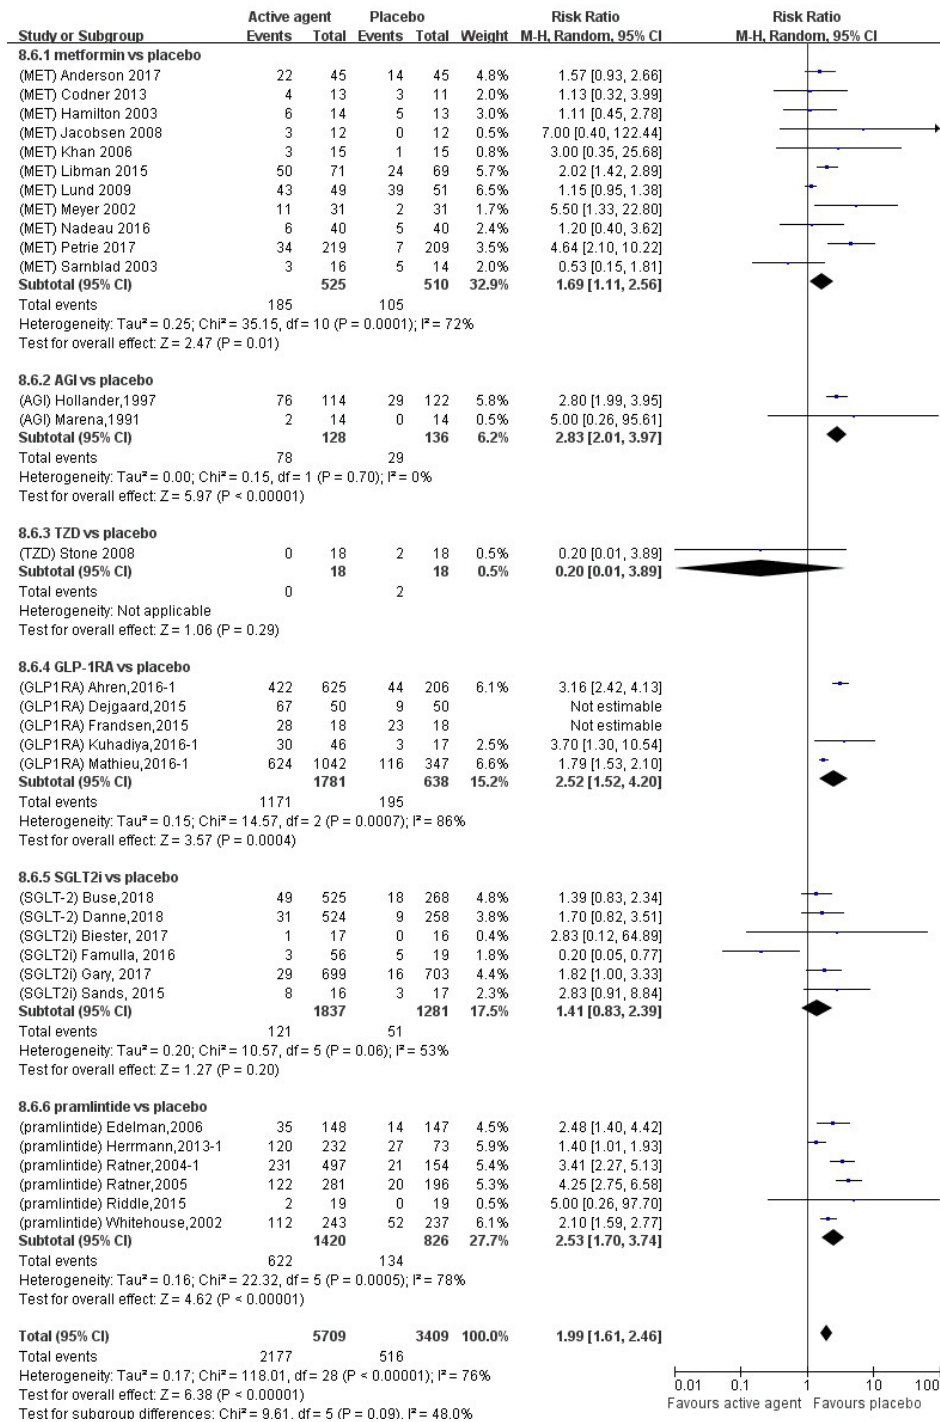 Active agent Placebo Risk Ratio Risk Ratio
Study or Subgroup Events Total Events Total Weight M-H, Random, 95% CI M-H, Random, 95% CI
8.6.1 metformin vs placebo
(MET) Anderson 2017 22 45 14 45 4.8% 1.57 [0.93, 2.66]
(MET) Codner 2013 4 13 3 11 2.0% 1.13 [0.32, 3.99]
(MET) Hamilton 2003 6 14 5 13 3.0% 1.11 [0.45, 2.78]
(MET) Jacobsen 2008 3 12 0 12 0.5% 7.00 [0.40, 122.44]
(MET) Khan 2006 3 15 1 15 0.8% 3.00 [0.35, 25.68]
(MET) Libman 2015 50 71 24 69 5.8% 2.02 [1.42, 2.89]
(MET) Lund 2009 43 49 39 51 6.5% 1.15 [0.95, 1.38]
(MET) Meyer 2002 11 31 2 31 1.7% 5.50 [1.33, 22.80]
(MET) Nadeau 2016 6 40 5 40 2.4% 1.20 [0.40, 3.62]
(MET) Petrie 2017 34 219 7 209 3.5% 4.64 [2.10, 10.22]
(MET) Sarnblad 2003 3 16 5 14 2.0% 0.53 [0.15, 1.81]
Subtotal (95% CI) 525 510 32.9% 1.69 [1.11, 2.56]
Total events 185 105
Heterogeneity: Tau² = 0.25; Chi² = 35.15, df = 10 (P = 0.0001); I² = 72%
Test for overall effect: Z = 2.47 (P = 0.01)
8.6.2 AGI vs placebo
(AGI) Hollander,1997 76 114 29 122 5.8% 2.80 [1.99, 3.95]
(AGI) Marena,1991 2 14 0 14 0.5% 5.00 [0.26, 95.61]
Subtotal (95% CI) 128 136 6.2% 2.83 [2.01, 3.97]
Total events 78 29
Heterogeneity: Tau² = 0.00; Chi² = 0.15, df = 1 (P = 0.70); I² = 0%
Test for overall effect: Z = 5.97 (P < 0.00001)
8.6.3 TZD vs placebo
(TZD) Stone 2008 0 18 2 18 0.5% 0.20 [0.01, 3.89]
Subtotal (95% CI) 18 18 0.5% 0.20 [0.01, 3.89]
Total events 0 2
Heterogeneity: Not applicable
Test for overall effect: Z = 1.06 (P = 0.29)
8.6.4 GLP-1RA vs placebo
(GLP1RA) Ahren,2016-1 422 625 44 206 6.1% 3.16 [2.42, 4.13]
(GLP1RA) Dejgaard,2015 67 50 9 50 Not estimable
(GLP1RA) Frandsen,2015 28 18 23 18 Not estimable
(GLP1RA) Kuhadiya,2016-1 30 46 3 17 2.5% 3.70 [1.30, 10.54]
(GLP1RA) Mathieu,2016-1 624 1042 116 347 6.6% 1.79 [1.53, 2.10]
Subtotal (95% CI) 1781 638 15.2% 2.52 [1.52, 4.20]
Total events 1171 195
Heterogeneity: Tau² = 0.15; Chi² = 14.57, df = 2 (P = 0.0007); I² = 86%
Test for overall effect: Z = 3.57 (P = 0.0004)
8.6.5 SGLT2i vs placebo
(SGLT-2) Buse,2018 49 525 18 268 4.8% 1.39 [0.83, 2.34]
(SGLT-2) Danne,2018 31 524 9 258 3.8% 1.70 [0.82, 3.51]
(SGLT2i) Biester, 2017 1 17 0 16 0.4% 2.83 [0.12, 64.89]
(SGLT2i) Famulla, 2016 3 56 5 19 1.7% 0.20 [0.05, 0.77]
(SGLT2i) Gary, 2017 29 699 16 703 4.4% 1.82 [1.00, 3.33]
(SGLT2i) Sands, 2015 8 16 3 17 2.3% 2.83 [0.91, 8.84]
Subtotal (95% CI) 1837 1281 17.5% 1.41 [0.83, 2.39]
Total events 121 51
Heterogeneity: Tau² = 0.20; Chi² = 10.57, df = 5 (P = 0.06); I² = 53%
Test for overall effect: Z = 1.27 (P = 0.20)
8.6.6 pramlintide vs placebo
(pramlintide) Edelman,2006 35 148 14 147 4.5% 2.48 [1.40, 4.42]
(pramlintide) Herrmann,2013-1 120 232 27 73 5.9% 1.40 [1.01, 1.93]
(pramlintide) Ratner,2004-1 231 497 21 154 5.4% 3.41 [2.27, 5.13]
(pramlintide) Ratner,2005 122 281 20 196 5.3% 4.25 [2.75, 6.58]
(pramlintide) Riddle,2015 2 19 0 19 0.5% 5.00 [0.26, 97.70]
(pramlintide) Whitehouse,2002 112 243 52 237 6.1% 2.10 [1.59, 2.77]
Subtotal (95% CI) 1420 826 27.7% 2.53 [1.70, 3.74]
Total events 622 134
Heterogeneity: Tau² = 0.16; Chi² = 22.32, df = 5 (P = 0.0005); I² = 78%
Test for overall effect: Z = 4.62 (P < 0.00001)
Total (95% CI) 5709 3409 100.0% 1.99 [1.61, 2.46]
Total events 2177 516
Heterogeneity: Tau² = 0.17; Chi² = 118.01, df = 28 (P < 0.00001); I² = 76%
Test for overall effect: Z = 6.38 (P < 0.00001)
Test for subgroup differences: Chi² = 9.61, df = 5 (P = 0.09), I² = 48.0%
0.01 0.1 1 10 100
Favours active agent Favours placebo